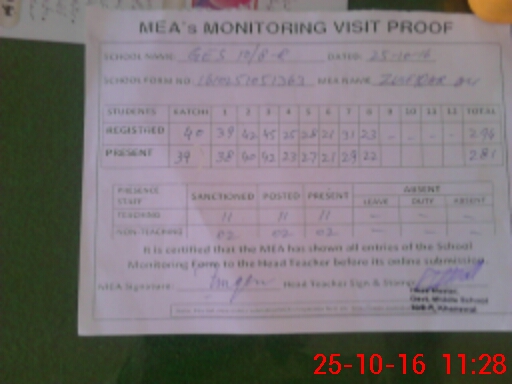 MEA's MONITORING VISIT PROOF
SCHOOL NAME: GES 10/8-R DATED: 25-10-16
SCHOOL FORM NO: MEA NAME:
STUDENTS KATCHI 1 2 3 4 5 6 7 8 9 10 11 12 TOTAL
REGISTRED 40 39 42 45 25 28 21 31 23 - - - - 294
PRESENT 39 38 40 42 23 27 21 29 22 281
PRESENCE STAFF SANCTIONED POSTED PRESENT ABSENT
LEAVE DUTY ABSENT
TEACHING 11 11 11 - - -
NON-TEACHING 02 02 02 - - -
It is certified that the MEA has shown all entries of the School
Monitoring Form to the Head Teacher before its online submission.
MEA Signature: Head Teacher Sign & Stamp:
Head Master,
Govt. Middle School
25-10-16 11:28